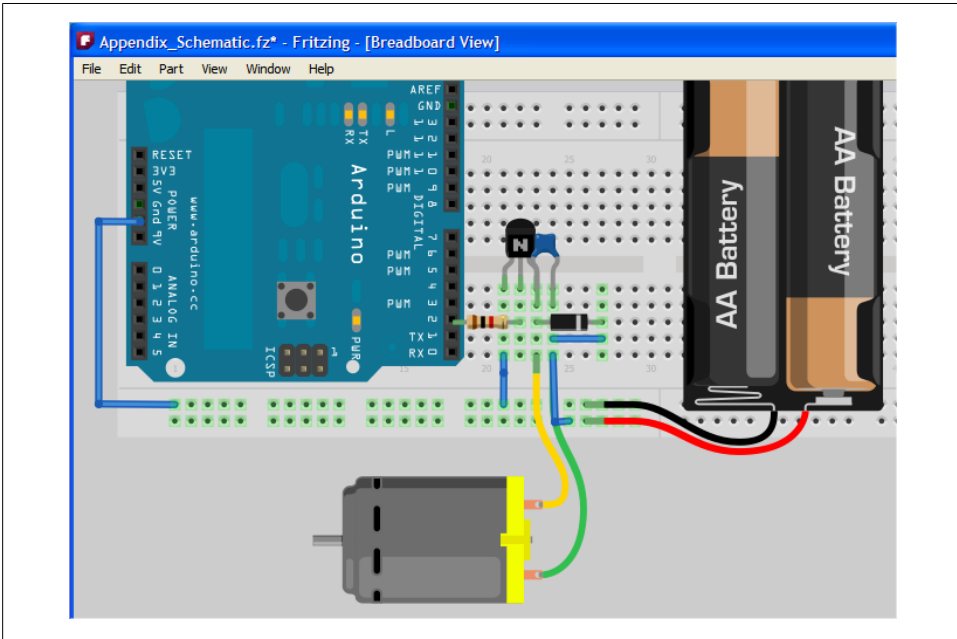 Appendix_Schematic.fz* - Fritzing - [Breadboard View]
File Edit Part View Window Help
AREF
GND
13
12
PWM 11
PWM 10
PWM 9
8
7
PWM 6
PWM 5
4
PWM 3
2
TX 1
RX 0
DIGITAL
RX
TX
L
Arduino
PWR
ICSP
1
RESET
3V3
5V
Gnd
9V
POWER
www.arduino.cc
0
1
2
3
4
5
ANALOG IN
1
N
15
20
25
30
20
25
30
AA Battery
AA Battery